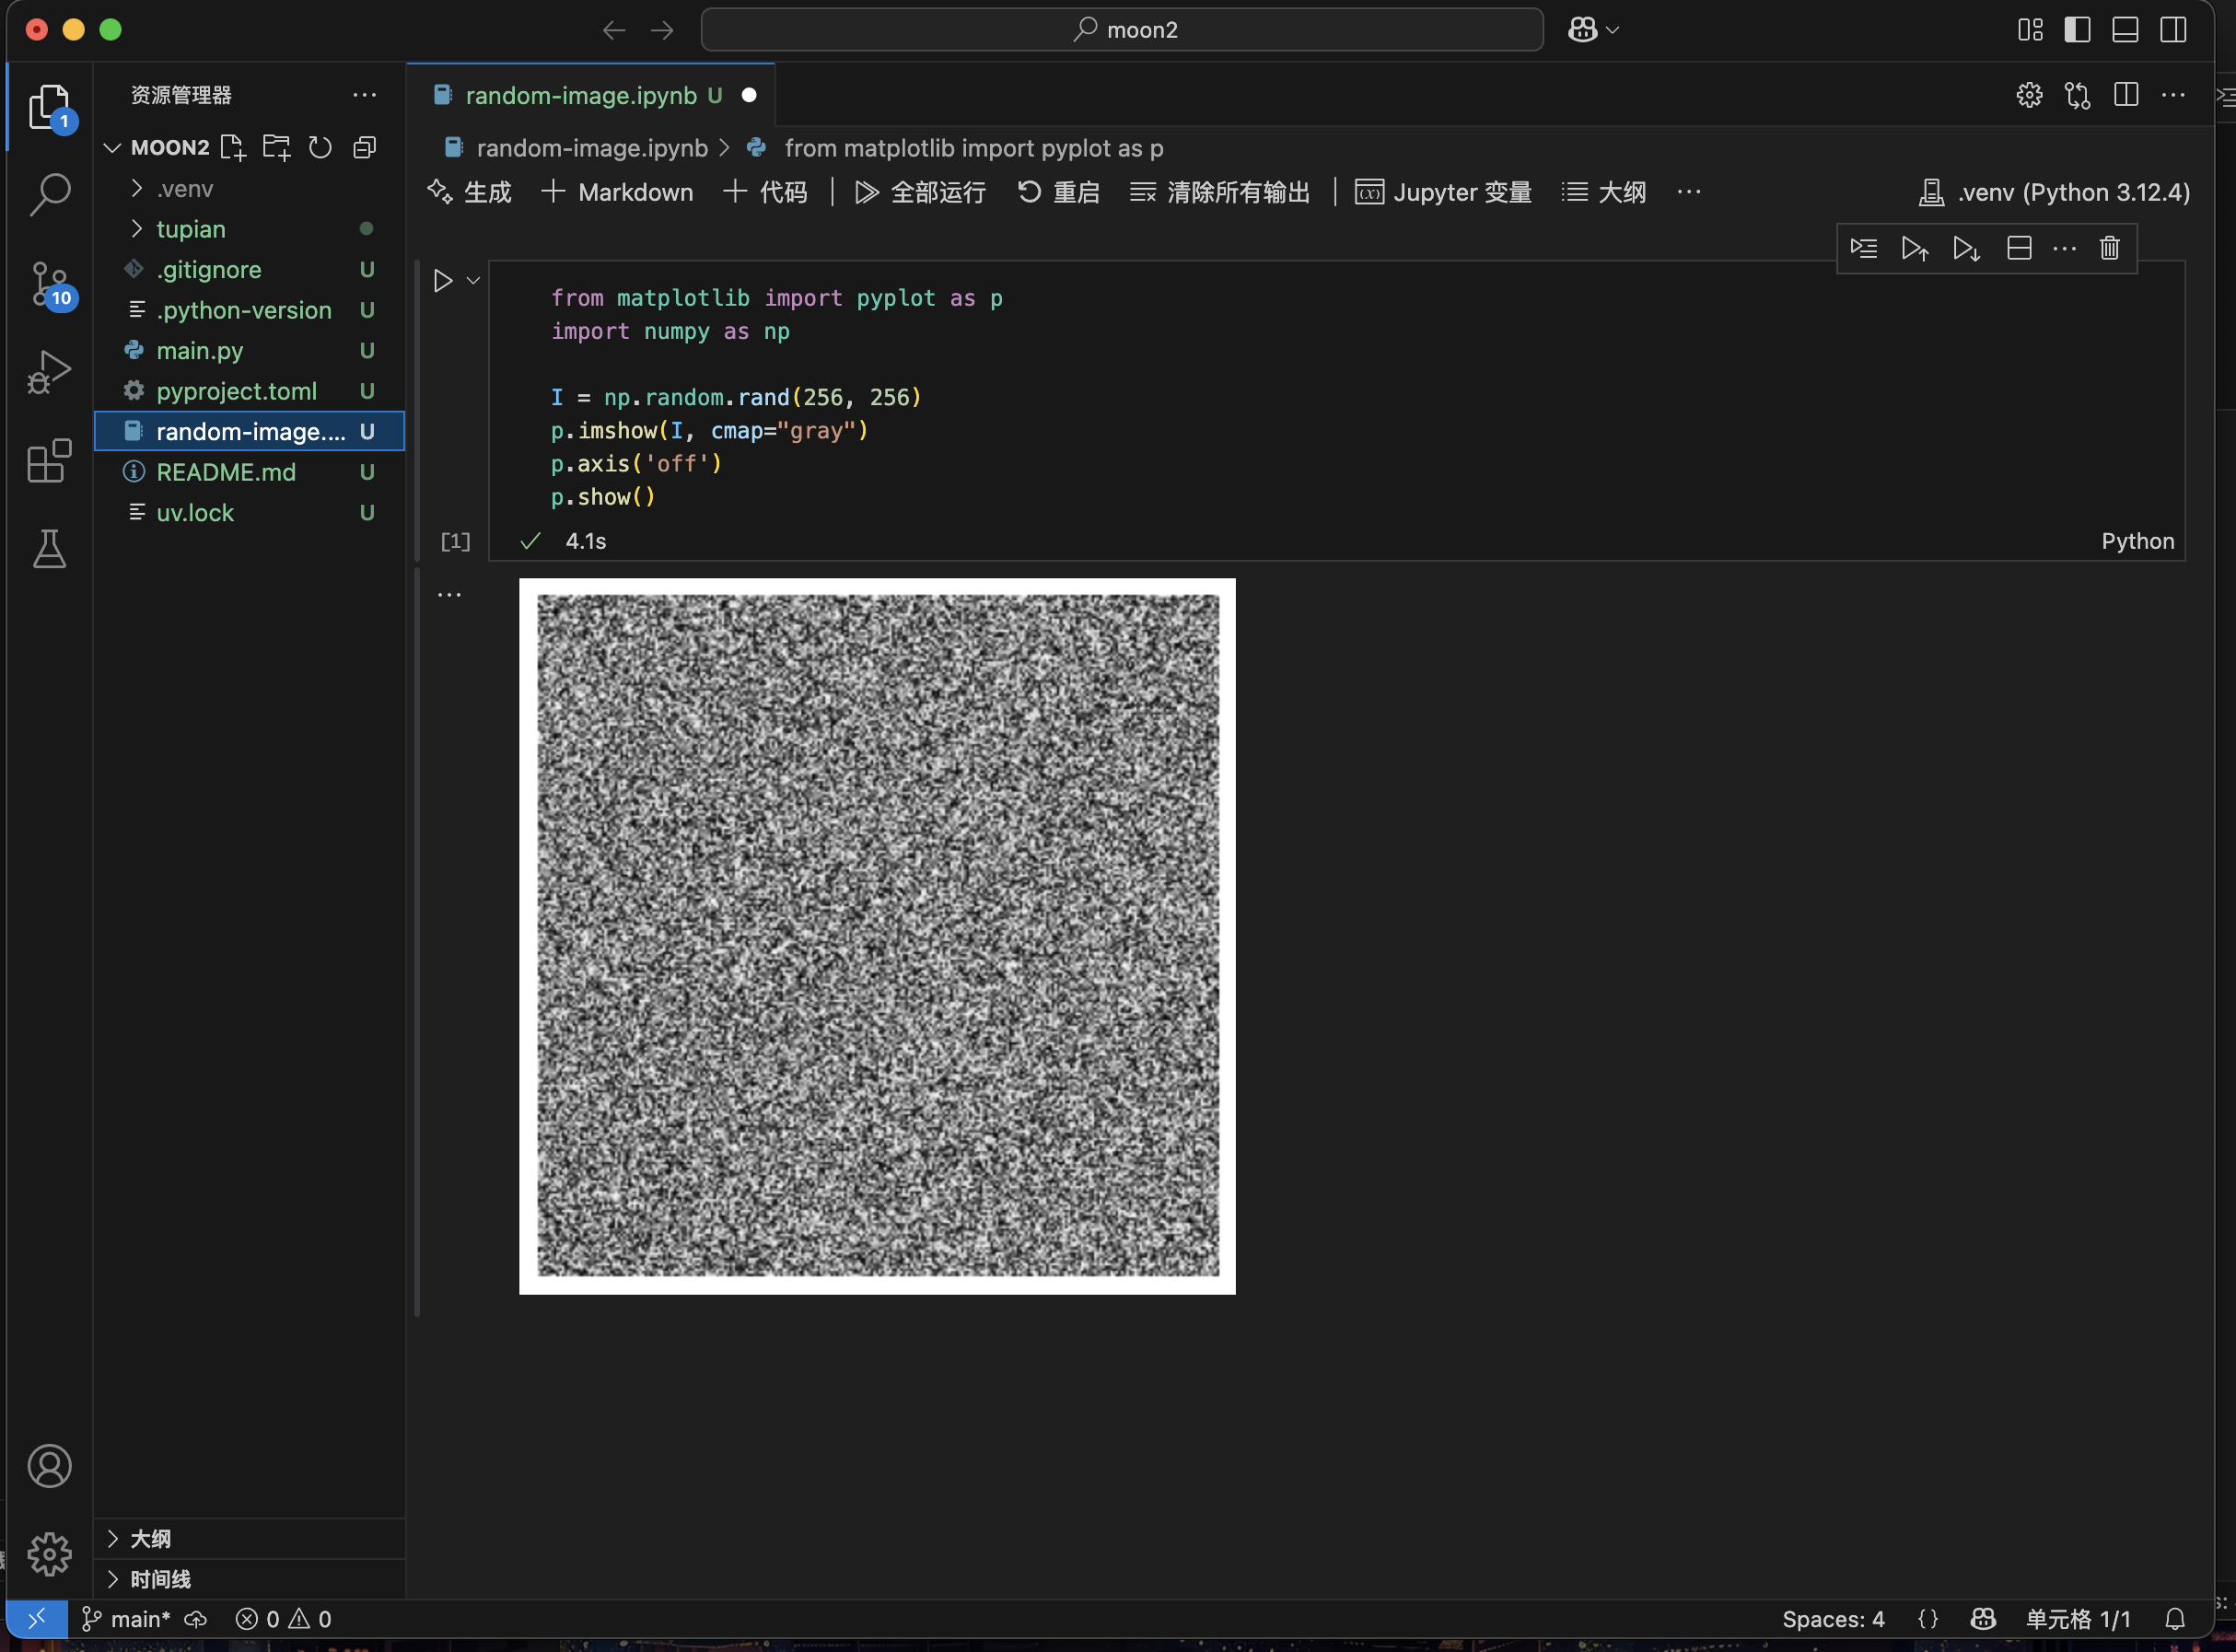 moon2
资源管理器
random-image.ipynb U
MOON2
random-image.ipynb > from matplotlib import pyplot as p
生成 Markdown 代码 全部运行 重启 清除所有输出 Jupyter 变量 大纲 .venv (Python 3.12.4)
1
.venv
tupian
.gitignore U
.python-version U
main.py U
pyproject.toml U
random-image.... U
README.md U
uv.lock U
10
from matplotlib import pyplot as p
import numpy as np
I = np.random.rand(256, 256)
p.imshow(I, cmap="gray")
p.axis('off')
p.show()
[1] 4.1s Python
大纲
时间线
main* 0 0 Spaces: 4 {} 单元格 1/1